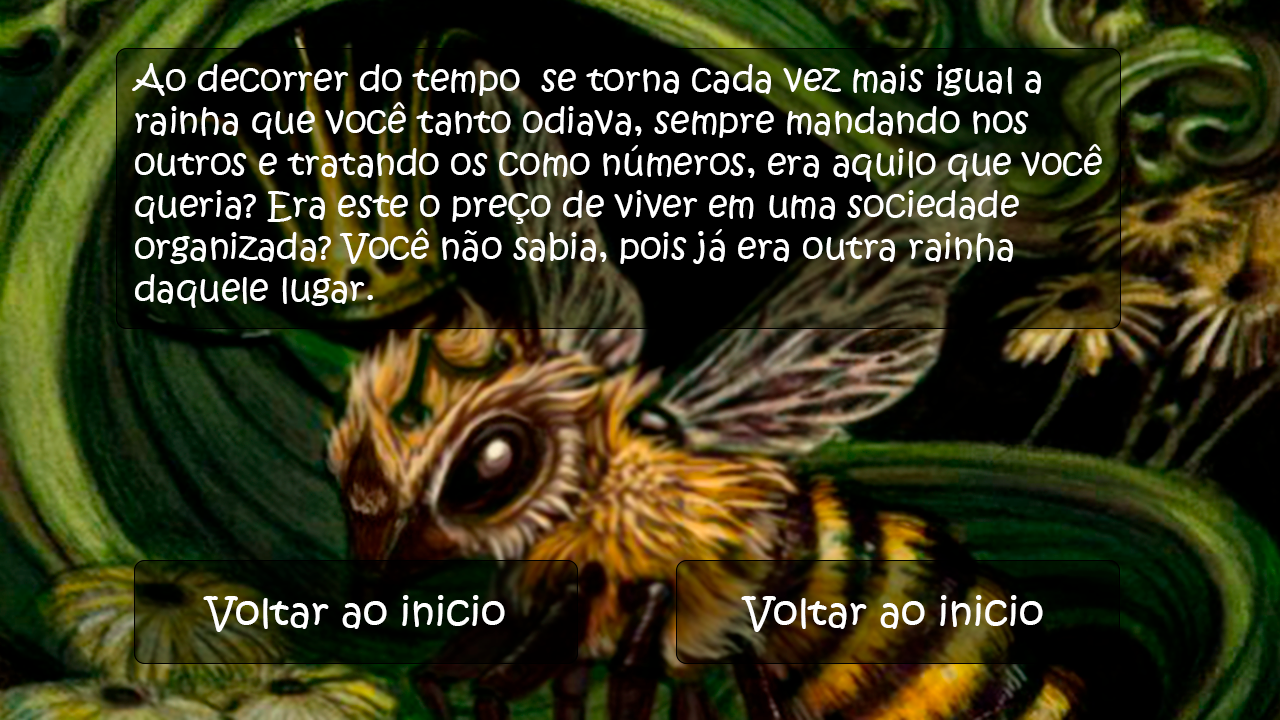 Ao decorrer do tempo  se torna cada vez mais igual a
rainha que você tanto odiava, sempre mandando nos
outros e tratando os como números, era aquilo que você
queria? Era este o preço de viver em uma sociedade
organizada? Você não sabia, pois já era outra rainha
daquele lugar.
Voltar ao inicio
Voltar ao inicio